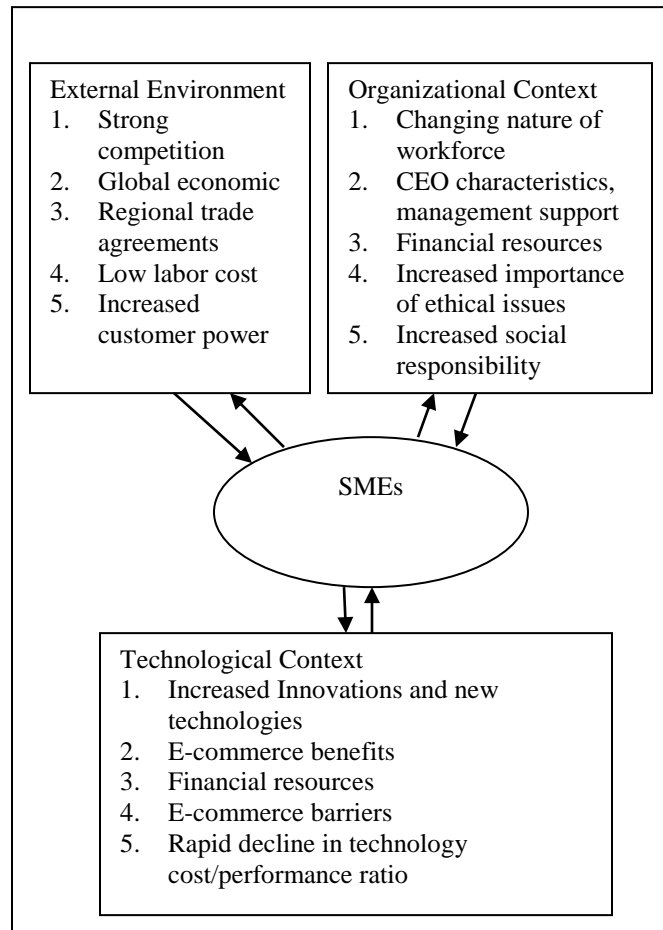 External Environment
1. Strong
competition
2. Global economic
3. Regional trade
agreements
4. Low labor cost
5. Increased
customer power
Organizational Context
1. Changing nature of
workforce
2. CEO characteristics,
management support
3. Financial resources
4. Increased importance
of ethical issues
5. Increased social
responsibility
SMEs
Technological Context
1. Increased Innovations and new
technologies
2. E-commerce benefits
3. Financial resources
4. E-commerce barriers
5. Rapid decline in technology
cost/performance ratio